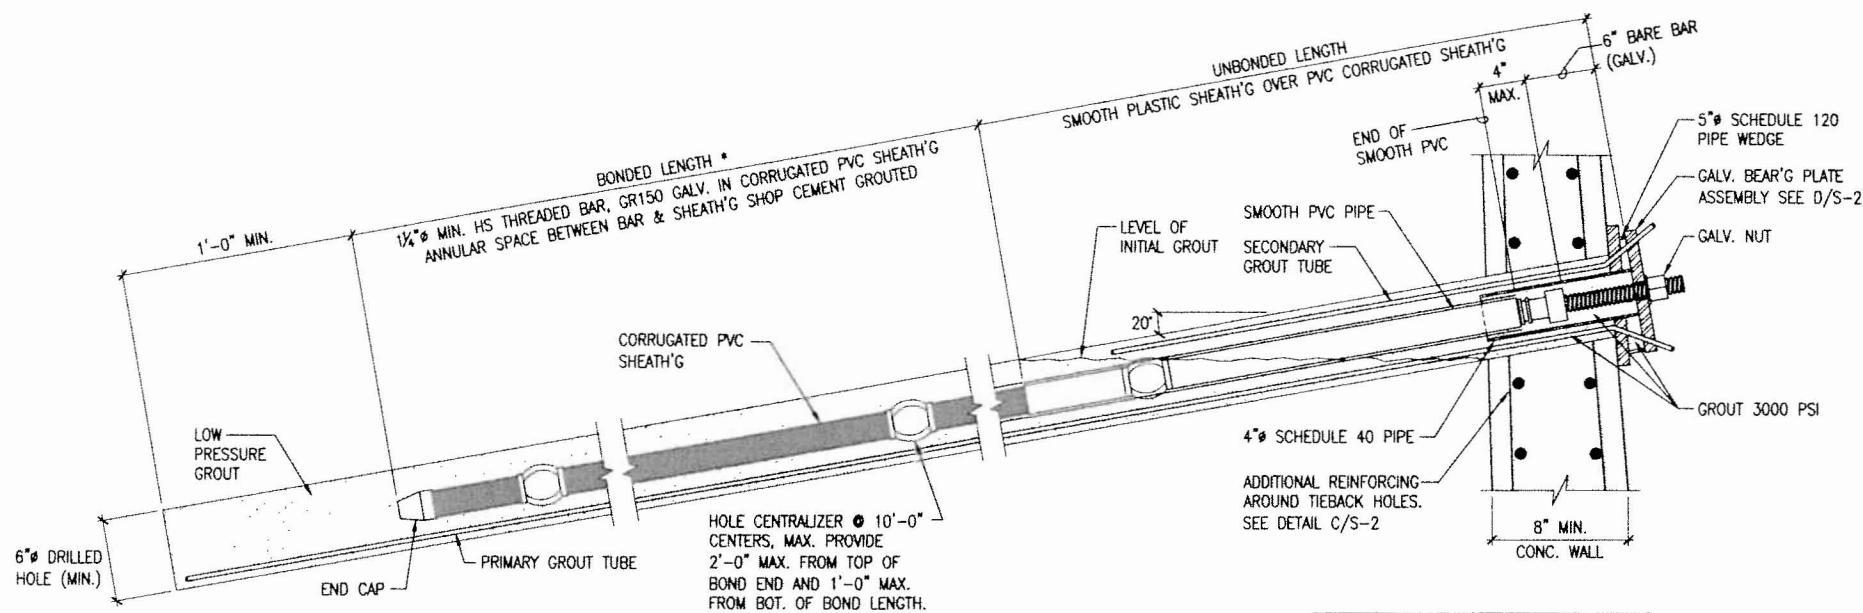 UNBONDED LENGTH
SMOOTH PLASTIC SHEATH'G OVER PVC CORRUGATED SHEATH'G
6" BARE BAR
(GALV.)
4"
MAX.
END OF
SMOOTH PVC
5"ø SCHEDULE 120
PIPE WEDGE
GALV. BEAR'G PLATE
ASSEMBLY SEE D/S-2
GALV. NUT
BONDED LENGTH *
1¼"ø MIN. HS THREADED BAR, GR150 GALV. IN CORRUGATED PVC SHEATH'G
ANNULAR SPACE BETWEEN BAR & SHEATH'G SHOP CEMENT GROUTED
1'-0" MIN.
LEVEL OF
INITIAL GROUT
SMOOTH PVC PIPE
SECONDARY
GROUT TUBE
20°
CORRUGATED PVC
SHEATH'G
LOW
PRESSURE
GROUT
GROUT 3000 PSI
4"ø SCHEDULE 40 PIPE
ADDITIONAL REINFORCING
AROUND TIEBACK HOLES.
SEE DETAIL C/S-2
8" MIN.
CONC. WALL
HOLE CENTRALIZER @ 10'-0"
CENTERS, MAX. PROVIDE
2'-0" MAX. FROM TOP OF
BOND END AND 1'-0" MAX.
FROM BOT. OF BOND LENGTH.
6"ø DRILLED
HOLE (MIN.)
PRIMARY GROUT TUBE
END CAP